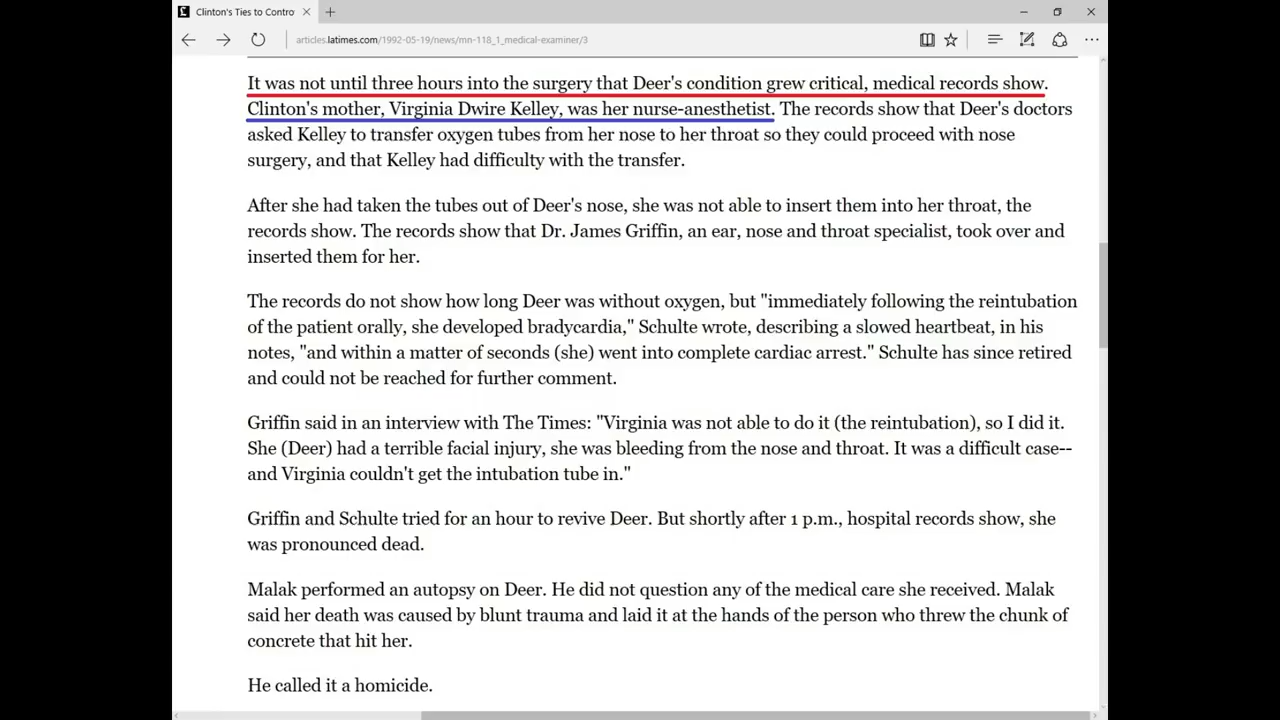 Clinton's Ties to Contro
articles.latimes.com/1992-05-19/news/mn-118_1_medical-examiner/3
It was not until three hours into the surgery that Deer's condition grew critical, medical records show.
Clinton's mother, Virginia Dwire Kelley, was her nurse-anesthetist. The records show that Deer's doctors
asked Kelley to transfer oxygen tubes from her nose to her throat so they could proceed with nose
surgery, and that Kelley had difficulty with the transfer.
After she had taken the tubes out of Deer's nose, she was not able to insert them into her throat, the
records show. The records show that Dr. James Griffin, an ear, nose and throat specialist, took over and
inserted them for her.
The records do not show how long Deer was without oxygen, but "immediately following the reintubation
of the patient orally, she developed bradycardia," Schulte wrote, describing a slowed heartbeat, in his
notes, "and within a matter of seconds (she) went into complete cardiac arrest." Schulte has since retired
and could not be reached for further comment.
Griffin said in an interview with The Times: "Virginia was not able to do it (the reintubation), so I did it.
She (Deer) had a terrible facial injury, she was bleeding from the nose and throat. It was a difficult case--
and Virginia couldn't get the intubation tube in."
Griffin and Schulte tried for an hour to revive Deer. But shortly after 1 p.m., hospital records show, she
was pronounced dead.
Malak performed an autopsy on Deer. He did not question any of the medical care she received. Malak
said her death was caused by blunt trauma and laid it at the hands of the person who threw the chunk of
concrete that hit her.
He called it a homicide.